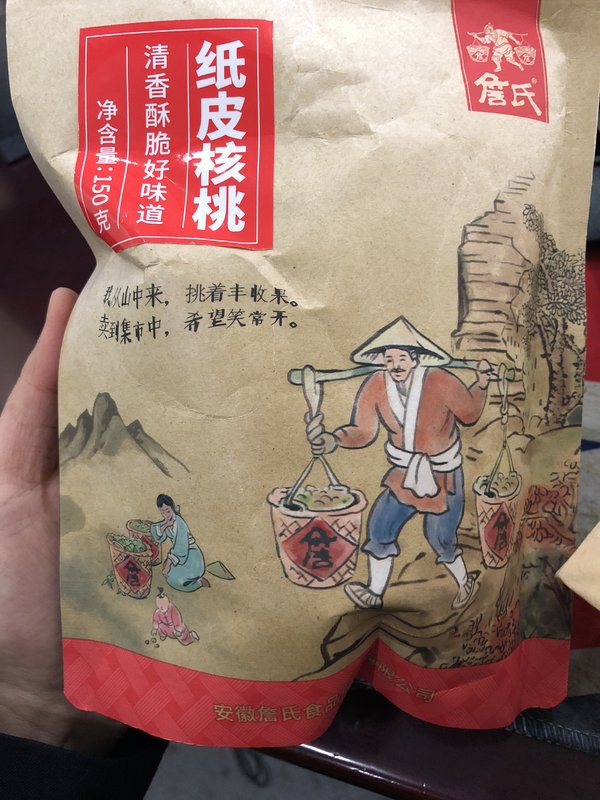 纸皮核桃
清香酥脆好味道
净含量:150克
詹氏®
我从山中来，挑着丰收果。
卖到集市中，希望笑常开。
詹
詹
詹
安徽詹氏食品
公司